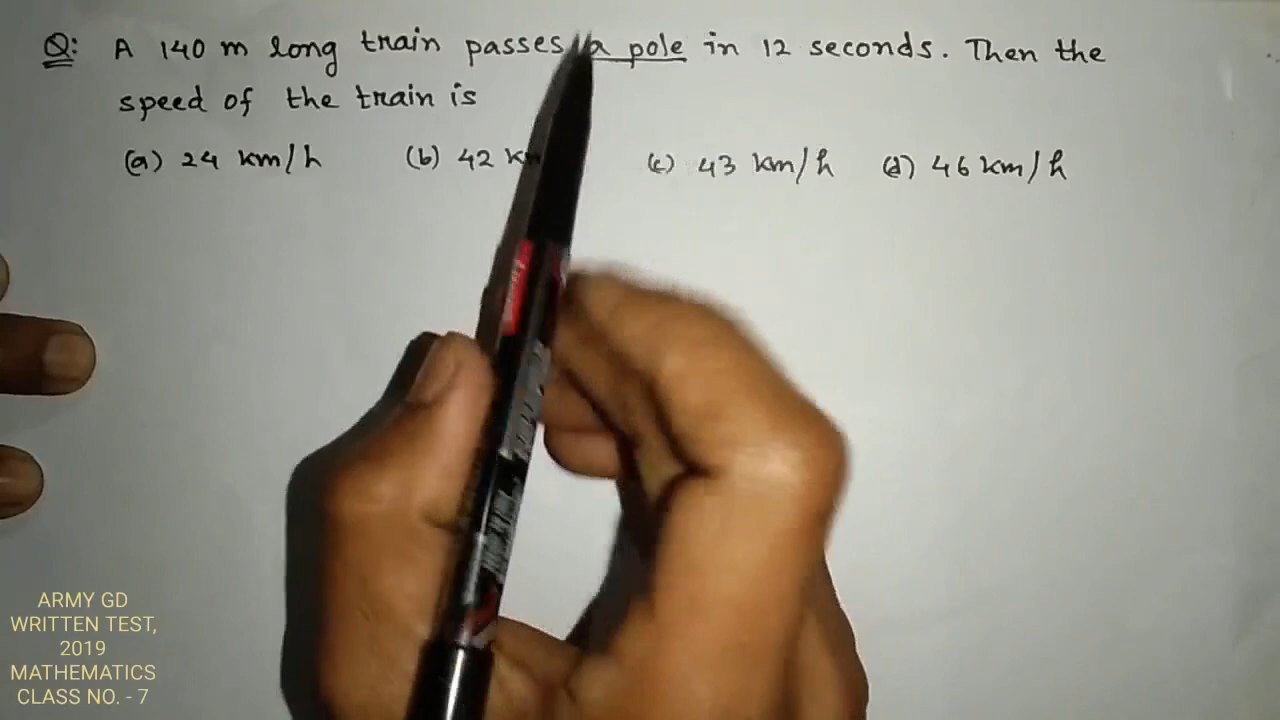 Q: A 140 m long train passes a pole in 12 seconds. Then the
speed of the train is
(a) 24 km/h (b) 42 (c) 43 km/h (d) 46 km/h
ARMY GD
WRITTEN TEST,
2019
MATHEMATICS
CLASS NO. - 7